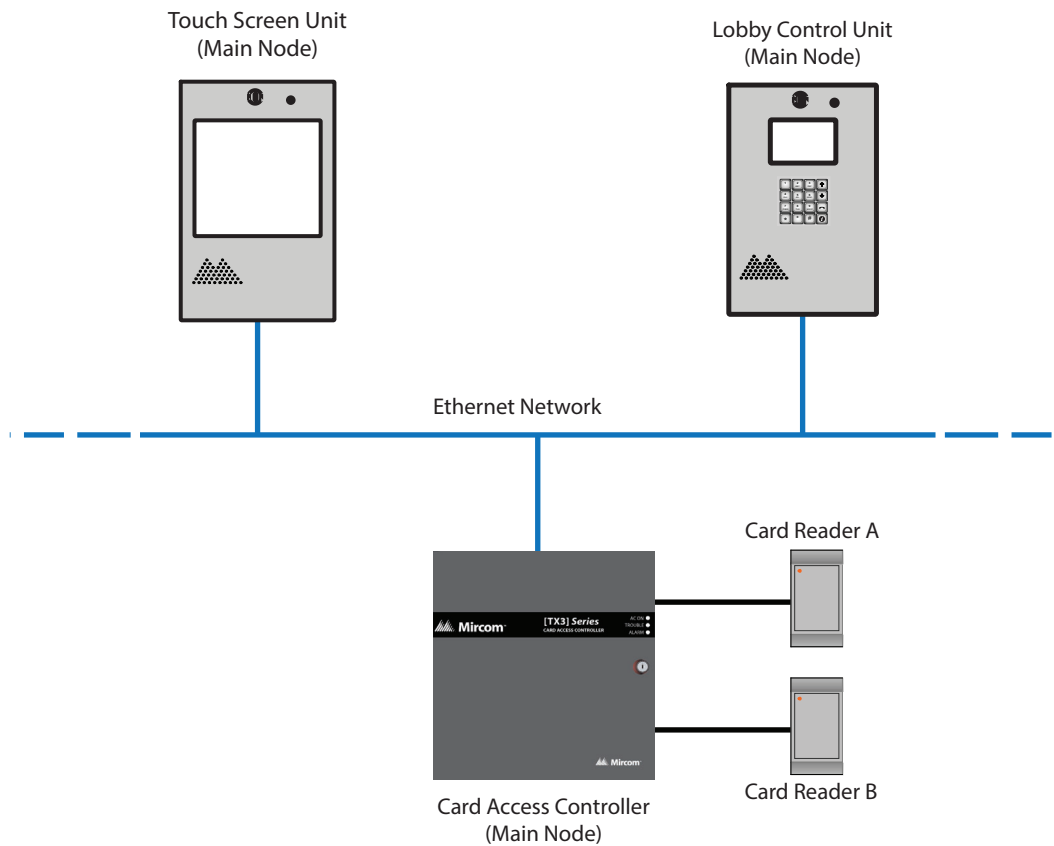 Touch Screen Unit
(Main Node)
Lobby Control Unit
(Main Node)
Ethernet Network
Card Reader A
Mircom
[TX3] Series
CARD ACCESS CONTROLLER
AC ON
TROUBLE
ALARM
Mircom
Card Reader B
Card Access Controller
(Main Node)